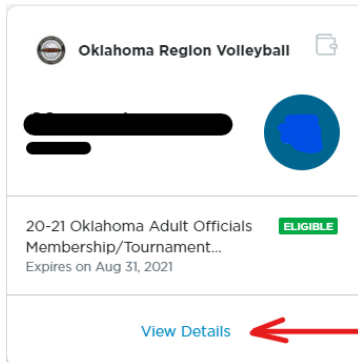 Oklahoma Region Volleyball
20-21 Oklahoma Adult Officials
ELIGIBLE
Membership/Tournament...
Expires on Aug 31, 2021
View Details